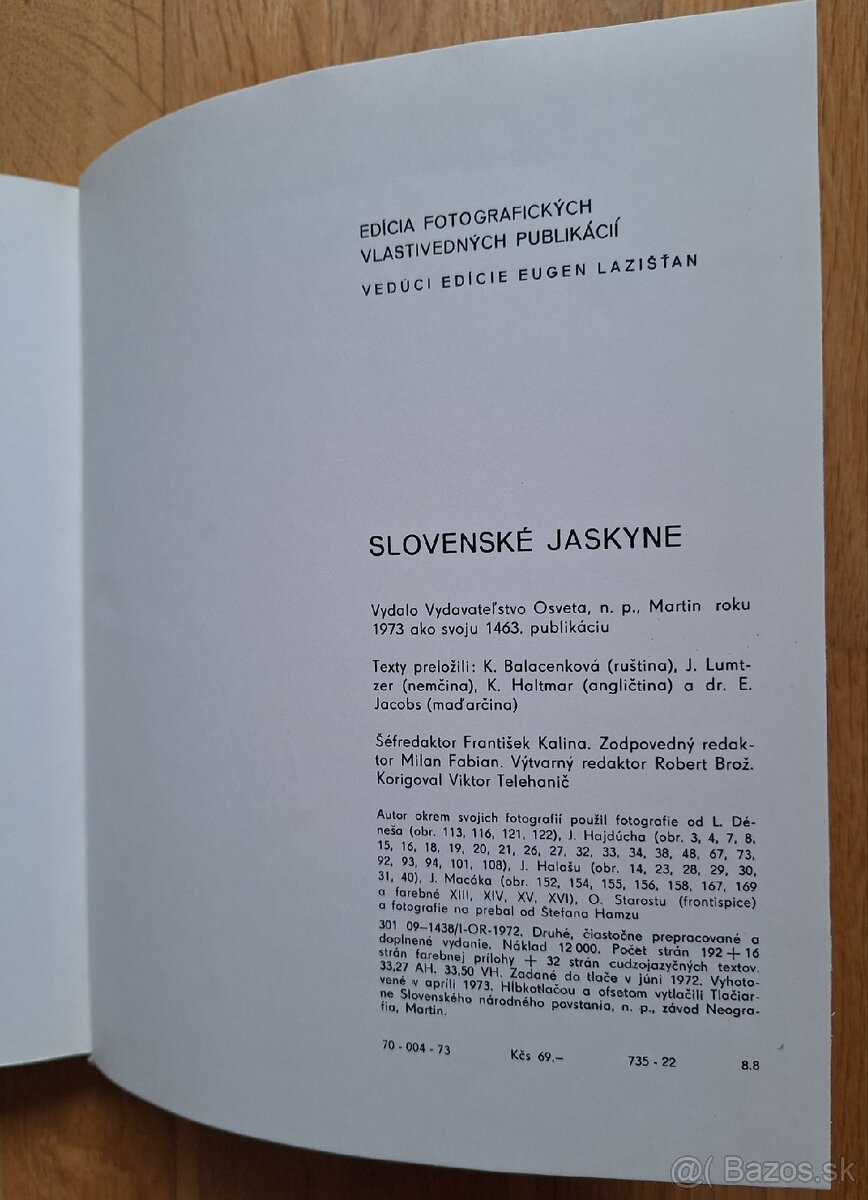 EDÍCIA FOTOGRAFICKÝCH
VLASTIVEDNÝCH PUBLIKÁCIÍ
VEDÚCI EDÍCIE EUGEN LAZIŠŤAN
SLOVENSKÉ JASKYNE
Vydalo Vydavateľstvo Osveta, n. p., Martin roku
1973 ako svoju 1463. publikáciu
Texty preložili: K. Balacenková (ruština), J. Lumt-
zer (nemčina), K. Haltmar (angličtina) a dr. E.
Jacobs (maďarčina)
Šéfredaktor František Kalina. Zodpovedný redak-
tor Milan Fabian. Výtvarný redaktor Robert Brož.
Korigoval Viktor Telehanič
Autor okrem svojich fotografií použil fotografie od L. Dé-
neša (obr. 113, 116, 121, 122), J. Hajdúcha (obr. 3, 4, 7, 8,
15, 16, 18, 19, 20, 21, 26, 27, 32, 33, 34, 38, 48, 67, 73,
92, 93, 94, 101, 108), J. Halašu (obr. 14, 23, 28, 29, 30,
31, 40), J. Macáka (obr. 152, 154, 155, 156, 158, 167, 169
a farebné XIII, XIV, XV, XVI), O. Starostu (frontispice)
a fotografie na prebal od Štefana Hamzu
301 09-1438/I-OR-1972. Druhé, čiastočne prepracované a
doplnené vydanie. Náklad 12 000. Počet strán 192 + 16
strán farebnej prílohy + 32 strán cudzojazyčných textov.
33,27 AH. 33,50 VH. Zadané do tlače v júni 1972. Vyhoto-
vené v apríli 1973. Hĺbkotlačou a ofsetom vytlačili Tlačiar-
ne Slovenského národného povstania, n. p., závod Neogra-
fia, Martin.
70 - 004 - 73 Kčs 69,- 735 - 22 8.8
@( Bazos.sk